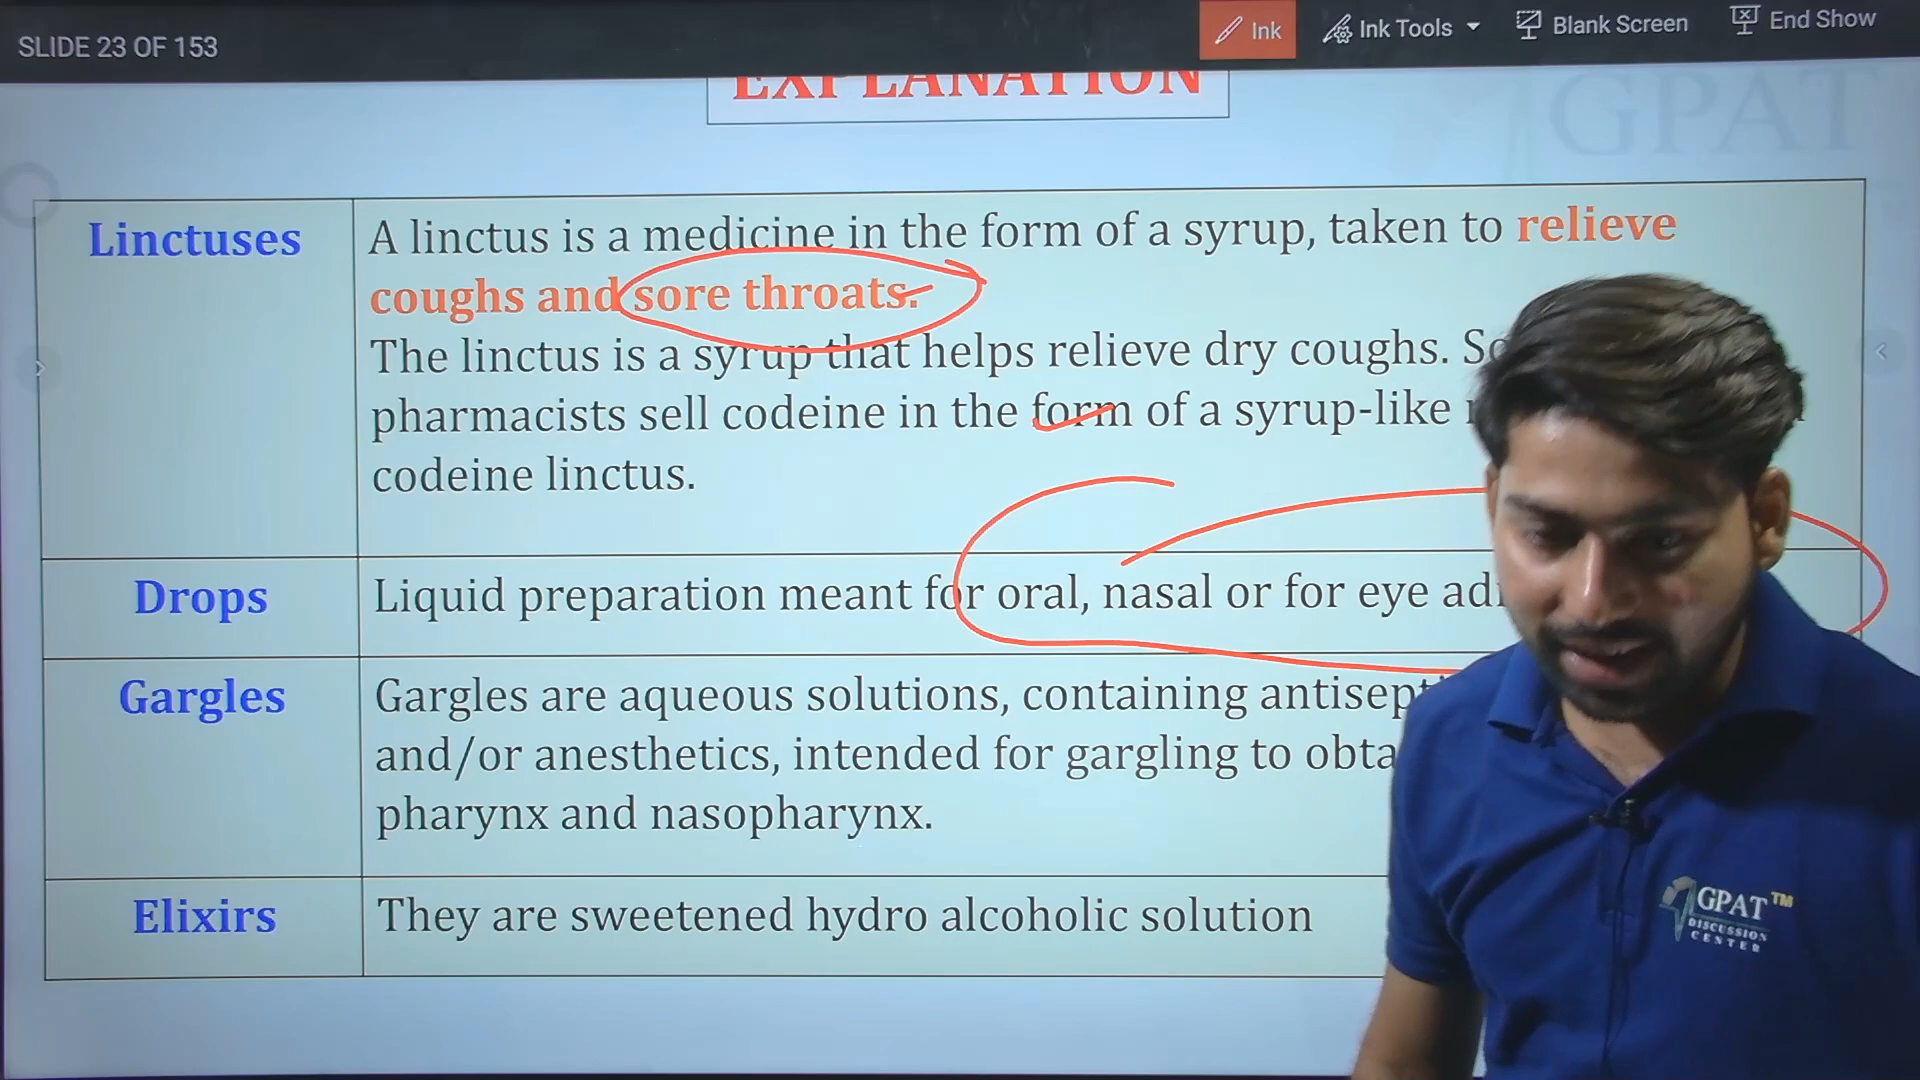 SLIDE 23 OF 153
Ink
Ink Tools
Blank Screen
End Show
EXPLANATION
GPAT
Linctuses
A linctus is a medicine in the form of a syrup, taken to relieve
coughs and sore throats.
The linctus is a syrup that helps relieve dry coughs.
pharmacists sell codeine in the form of a syrup-like
codeine linctus.
Drops
Liquid preparation meant for oral, nasal or for eye
Gargles
Gargles are aqueous solutions, containing
and/or anesthetics, intended for gargling to
pharynx and nasopharynx.
Elixirs
They are sweetened hydro alcoholic solution
GPAT™
DISCUSSION
CENTER